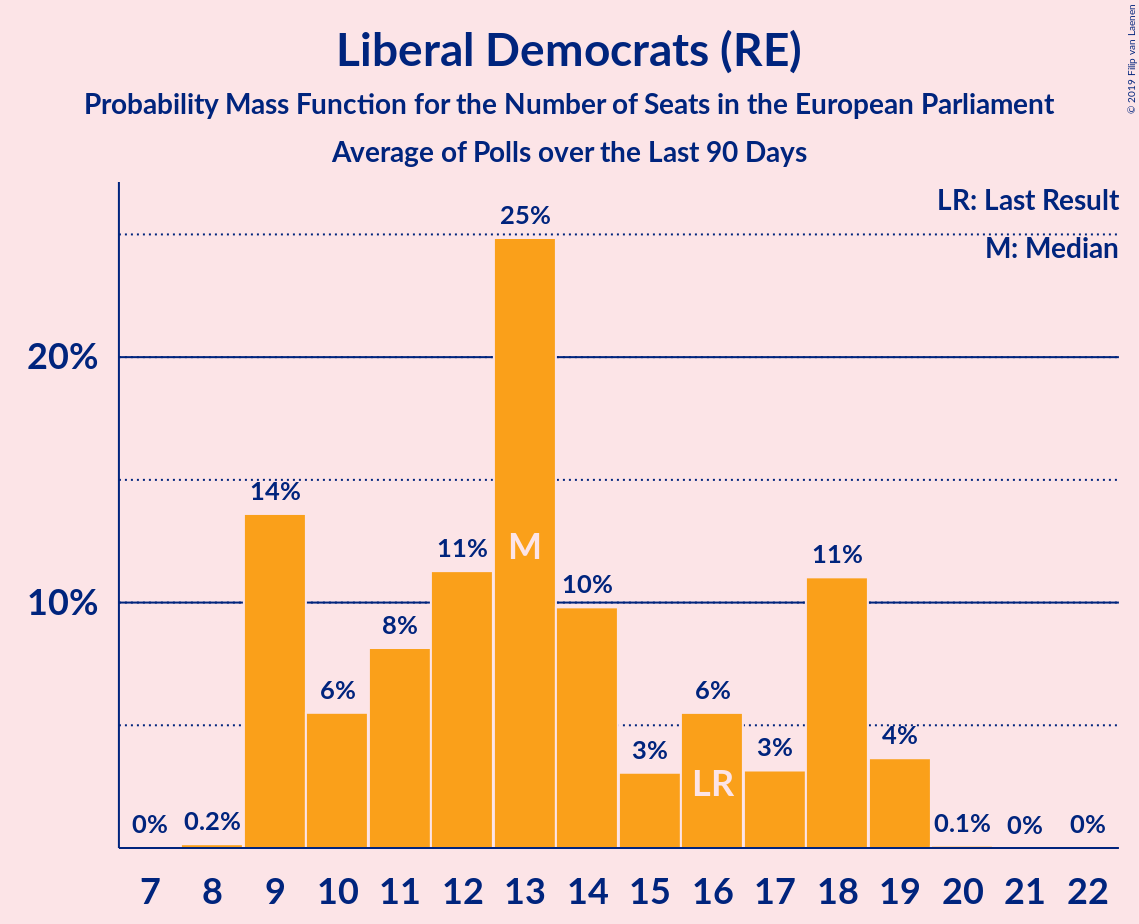 Liberal Democrats (RE)
Probability Mass Function for the Number of Seats in the European Parliament
Average of Polls over the Last 90 Days
© 2019 Filip van Laenen
LR: Last Result
M: Median
20%
10%
0%
0.2%
14%
6%
8%
11%
25%
10%
3%
6%
3%
11%
4%
0.1%
0%
0%
M
LR
7 8 9 10 11 12 13 14 15 16 17 18 19 20 21 22